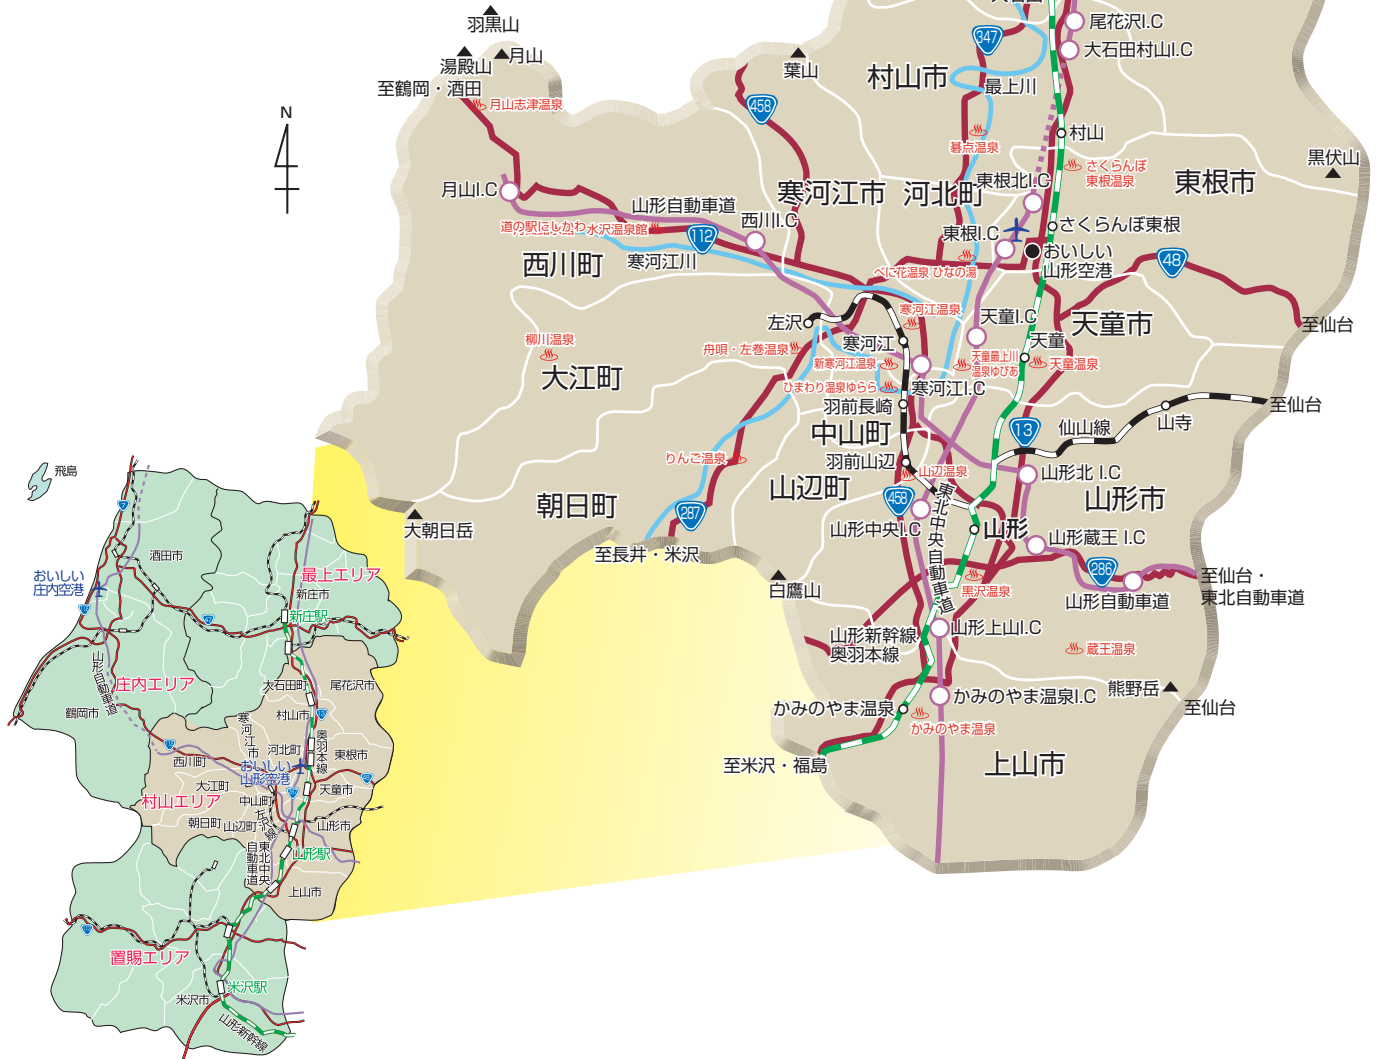 羽黒山
湯殿山
月山
至鶴岡・酒田
月山志津温泉
N
月山I.C
山形自動車道
西川I.C
水沢温泉館
道の駅にしかわ
112
寒河江川
西川町
458
葉山
寒河江市
河北町
村山市
347
最上川
碁点温泉
尾花沢I.C
大石田村山I.C
村山
さくらんぼ
東根温泉
東根市
黒伏山
東根北I.C
東根I.C
さくらんぼ東根
おいしい
山形空港
48
至仙台
べに花温泉 ひなの湯
寒河江温泉
天童I.C
天童市
天童
天童温泉
天童最上川
温泉ゆぴあ
左沢
寒河江
舟唄・左巻温泉
新寒河江温泉
ひまわり温泉ゆらら
寒河江I.C
柳川温泉
大江町
羽前長崎
中山町
羽前山辺
山辺温泉
山辺町
りんご温泉
朝日町
287
458
13
仙山線
山寺
至仙台
山形北 I.C
山形市
山形中央I.C
東北中央自動車道
山形
山形蔵王 I.C
286
山形自動車道
至仙台・
東北自動車道
大朝日岳
至長井・米沢
白鷹山
黒沢温泉
山形新幹線
奥羽本線
山形上山I.C
蔵王温泉
熊野岳
至仙台
かみのやま温泉
かみのやま温泉I.C
かみのやま温泉
至米沢・福島
上山市
飛島
酒田市
おいしい
庄内空港
最上エリア
新庄市
新庄駅
山形自動車道
庄内エリア
鶴岡市
大石田町
尾花沢市
村山市
寒河江市
河北町
奥羽本線
東根市
西川町
おいしい
山形空港
大江町
中山町
天童市
村山エリア
朝日町
山辺町
左沢線
山形市
山形駅
東北中央
自動車道
上山市
置賜エリア
米沢市
米沢駅
山形新幹線